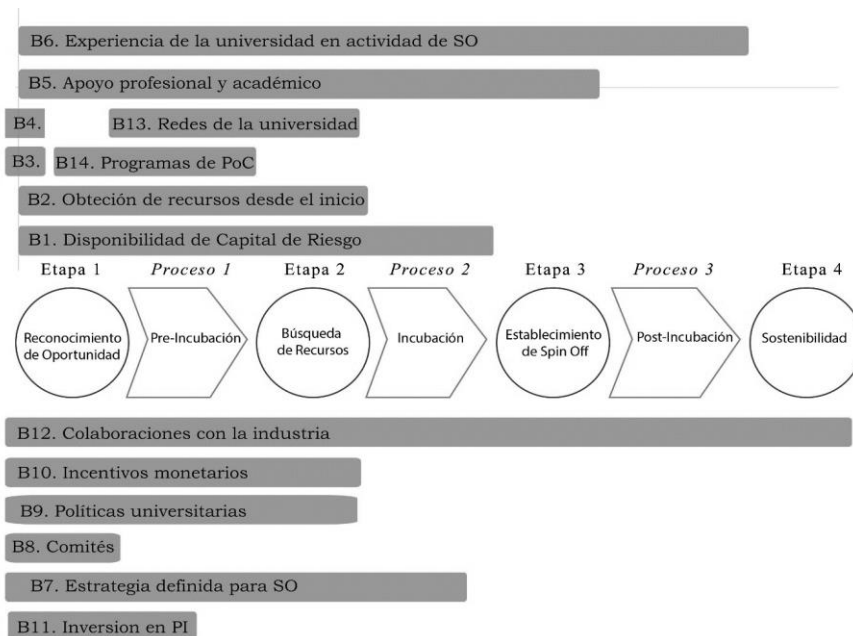 B6. Experiencia de la universidad en actividad de SO
B5. Apoyo profesional y académico
B4. B13. Redes de la universidad
B3. B14. Programas de PoC
B2. Obteción de recursos desde el inicio
B1. Disponibilidad de Capital de Riesgo
Etapa 1 Proceso 1 Etapa 2 Proceso 2 Etapa 3 Proceso 3 Etapa 4
Reconocimiento
de Oportunidad
Pre-Incubación
Búsqueda
de Recursos
Incubación
Establecimiento
de Spin Off
Post-Incubación
Sostenibilidad
B12. Colaboraciones con la industria
B10. Incentivos monetarios
B9. Políticas universitarias
B8. Comités
B7. Estrategia definida para SO
B11. Inversion en PI